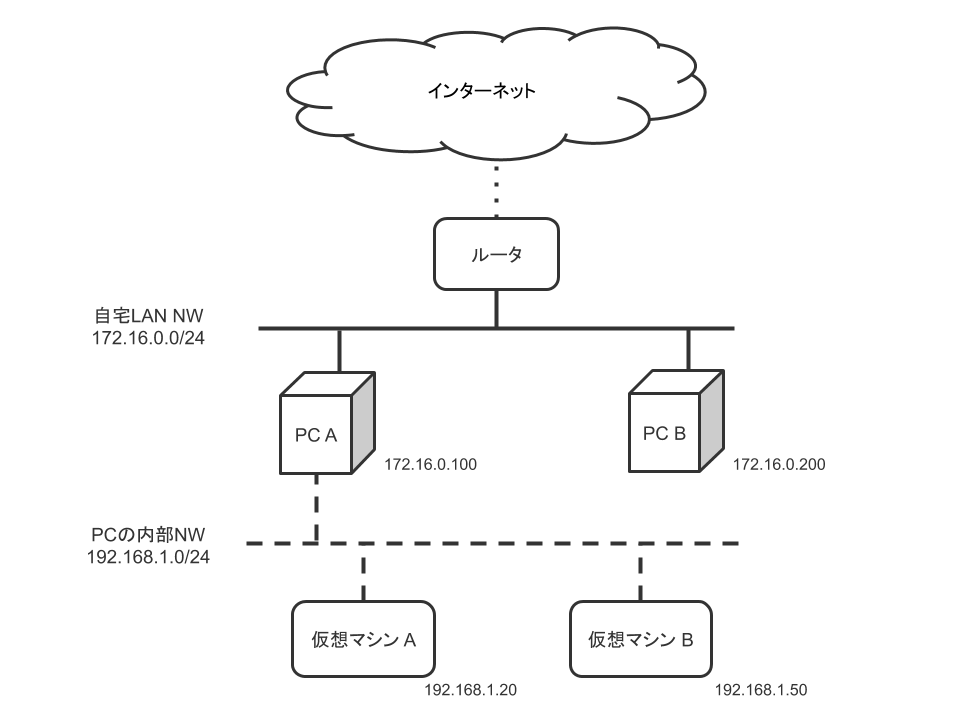 インターネット
ルータ
自宅LAN NW
172.16.0.0/24
PC A
172.16.0.100
PC B
172.16.0.200
PCの内部NW
192.168.1.0/24
仮想マシン A
192.168.1.20
仮想マシン B
192.168.1.50